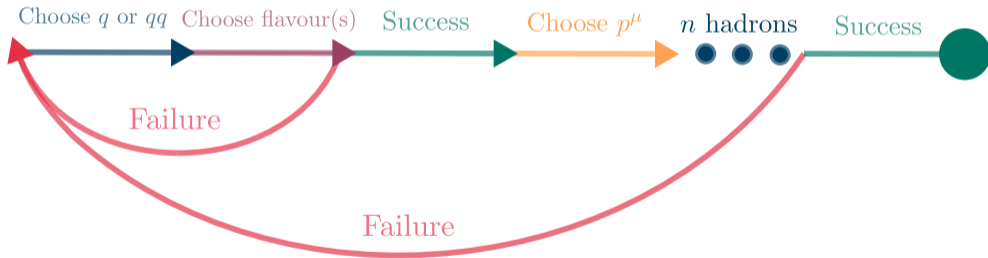 Choose q or qq
Choose flavour(s)
Success
Choose p^μ
n hadrons
Success
Failure
Failure